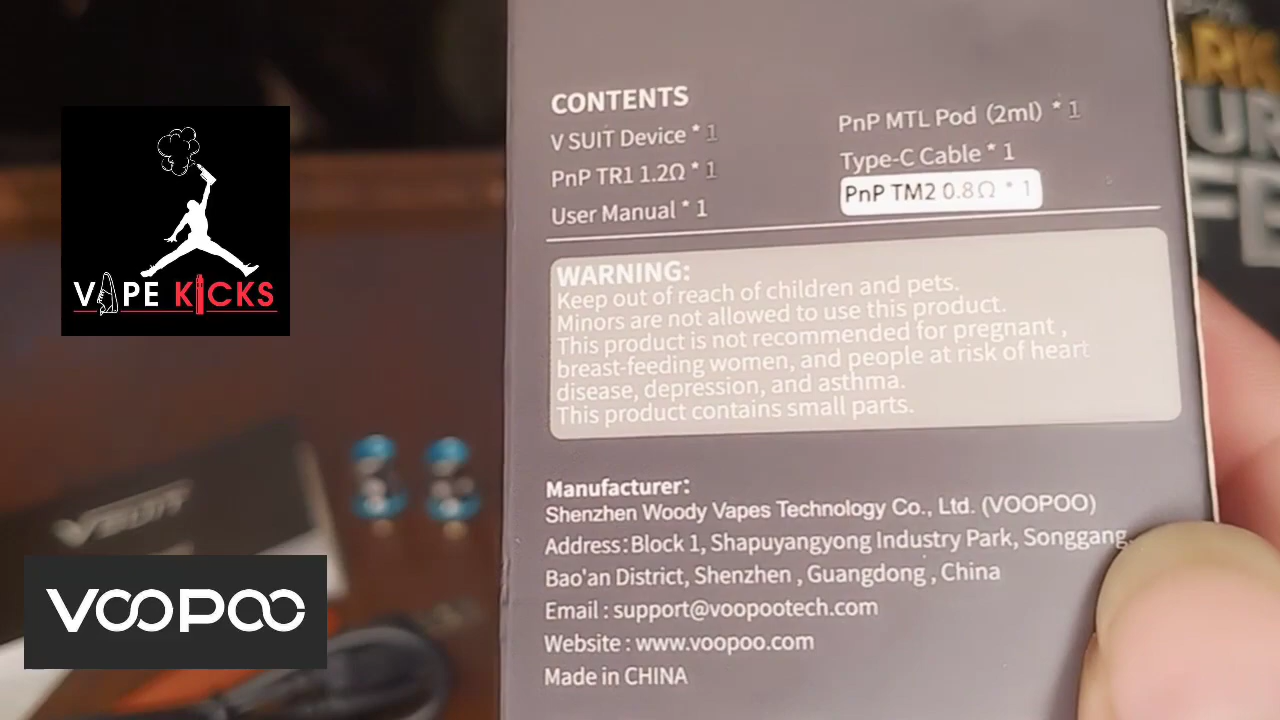 CONTENTS
V SUIT Device * 1
PnP TR1 1.2Ω * 1
User Manual * 1
PnP MTL Pod (2ml) * 1
Type-C Cable * 1
PnP TM2 0.8Ω * 1
WARNING:
Keep out of reach of children and pets.
Minors are not allowed to use this product.
This product is not recommended for pregnant ,
breast-feeding women, and people at risk of heart
disease, depression, and asthma.
This product contains small parts.
Manufacturer:
Shenzhen Woody Vapes Technology Co., Ltd. (VOOPOO)
Address:Block 1, Shapuyangyong Industry Park, Songgang,
Bao'an District, Shenzhen , Guangdong , China
Email : support@voopootech.com
Website : www.voopoo.com
Made in CHINA
VAPE KICKS
VSUIT
VOOPOO